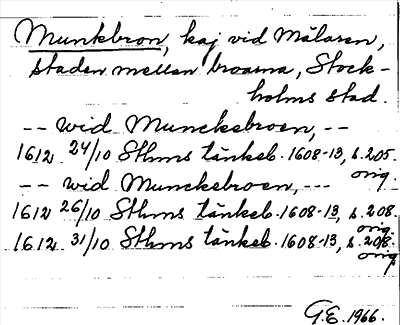 Munkbron, kaj vid Mälaren,
staden mellan broarna, Stock-
holms stad.
-- wid Munckebroen, --
1612 24/10 Sthms tänkeb. 1608-13, s. 205.
orig.
-- wid Munckebroen, ---
1612 26/10 Sthms tänkeb. 1608-13, s. 208.
orig.
1612 31/10 Sthms tänkeb. 1608-13, s. 208.
orig.
G.E. 1966.